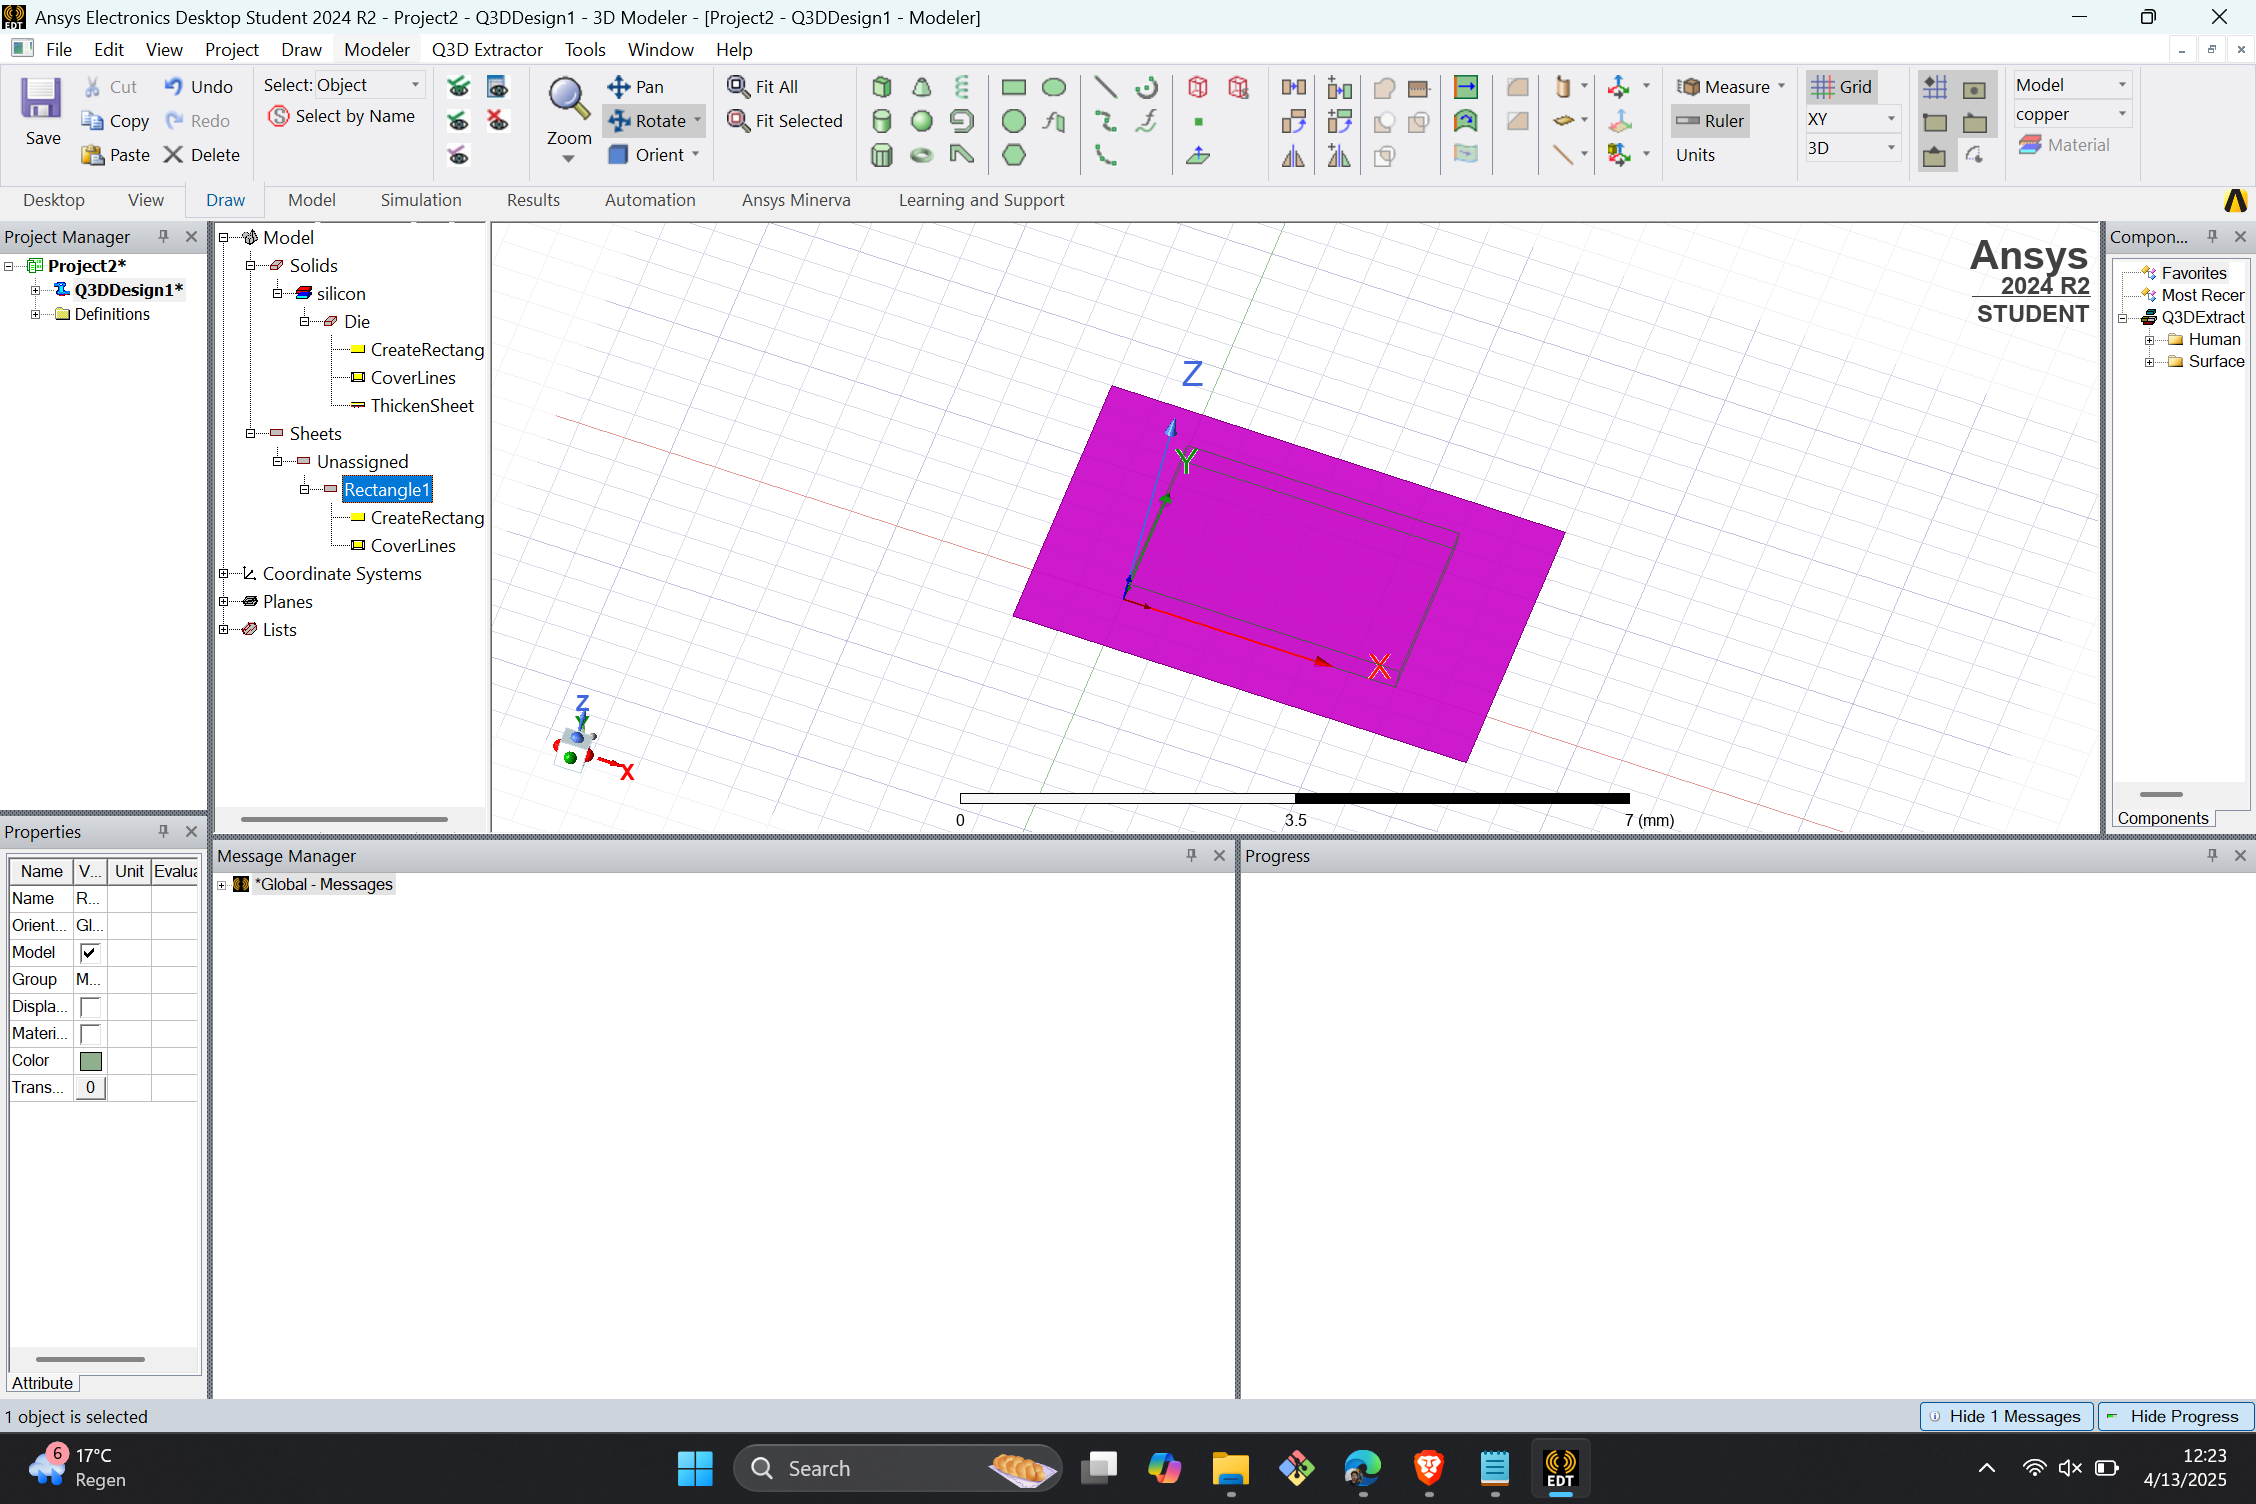 Ansys Electronics Desktop Student 2024 R2 - Project2 - Q3DDesign1 - 3D Modeler - [Project2 - Q3DDesign1 - Modeler]
File Edit View Project Draw Modeler Q3D Extractor Tools Window Help
Save
Cut
Copy
Paste
Undo
Redo
Delete
Select: Object
Select by Name
Zoom
Pan
Rotate
Orient
Fit All
Fit Selected
Measure
Ruler
Units
Grid
XY
3D
Model
copper
Material
Desktop View Draw Model Simulation Results Automation Ansys Minerva Learning and Support
Project Manager
Project2*
Q3DDesign1*
Definitions
Model
Solids
silicon
Die
CreateRectang
CoverLines
ThickenSheet
Sheets
Unassigned
Rectangle1
CreateRectang
CoverLines
Coordinate Systems
Planes
Lists
Ansys
2024 R2
STUDENT
Z
Y
X
Z
Y
X
0 3.5 7 (mm)
Compon...
Favorites
Most Recer
Q3DExtract
Human
Surface
Components
Properties
Name V... Unit Evalua
Name R...
Orient... Gl...
Model
Group M...
Displa...
Materi...
Color
Trans... 0
Attribute
Message Manager
*Global - Messages
Progress
1 object is selected
Hide 1 Messages
Hide Progress
6
17°C
Regen
Search
EDT
12:23
4/13/2025